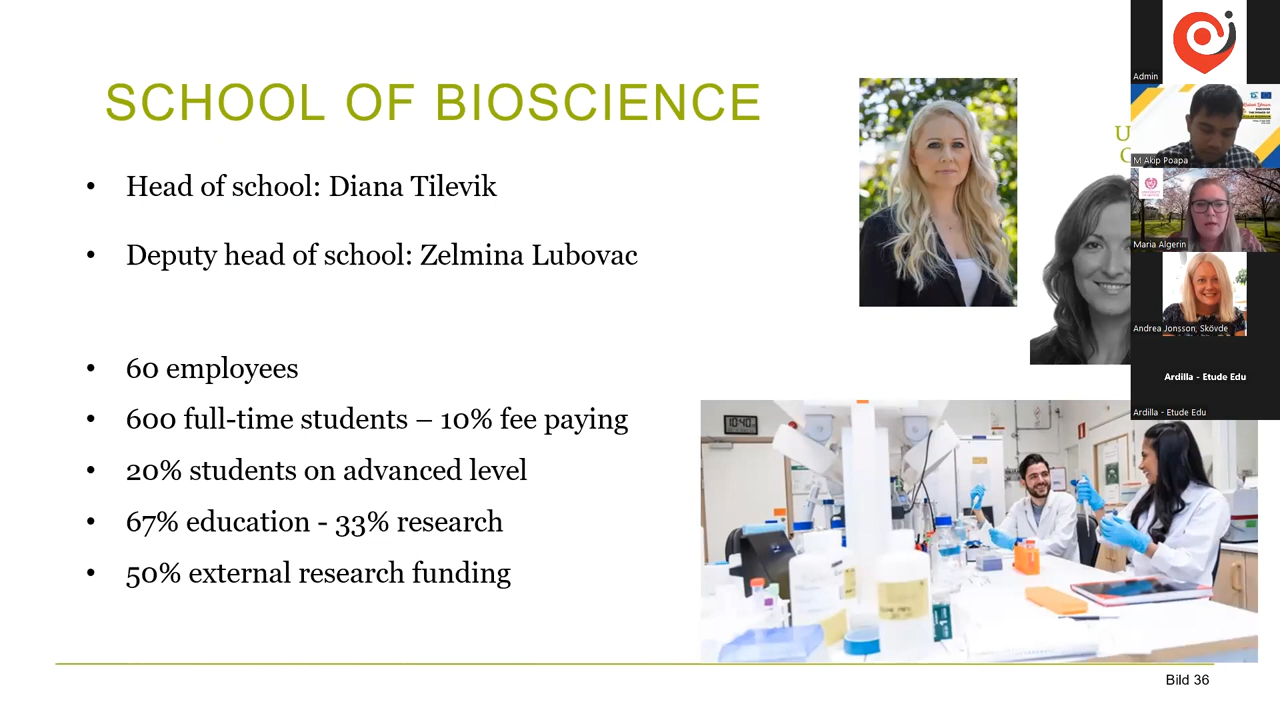 SCHOOL OF BIOSCIENCE
• Head of school: Diana Tilevik
• Deputy head of school: Zelmina Lubovac
• 60 employees
• 600 full-time students – 10% fee paying
• 20% students on advanced level
• 67% education - 33% research
• 50% external research funding
10:40
Bild 36
U
Admin
M Akip Poapa
Maria Algerin
Andrea Jonsson, Skövde
Ardilla - Etude Edu
Ardilla - Etude Edu